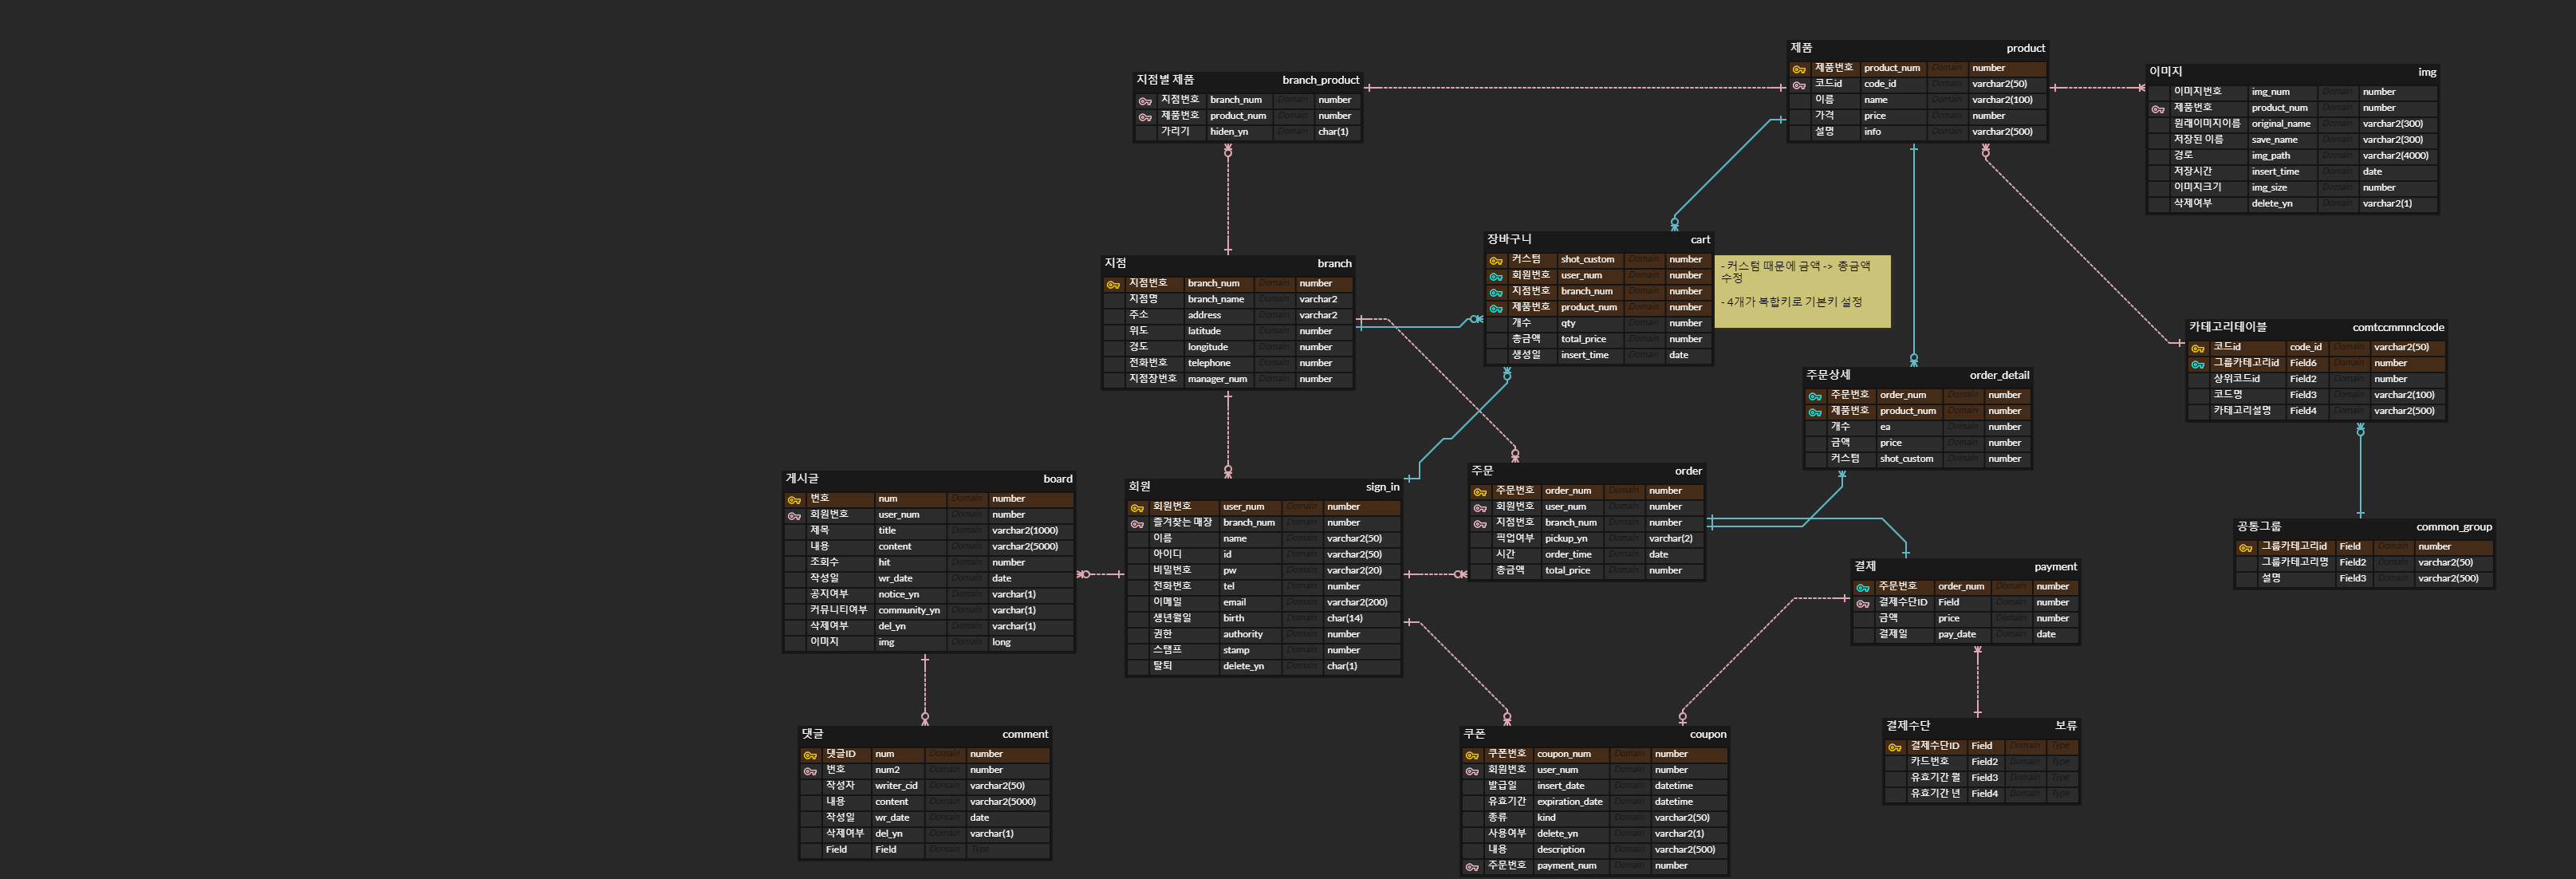 제품 product
제품번호 product_num Domain number
코드id code_id Domain varchar2(50)
이름 name Domain varchar2(100)
가격 price Domain number
설명 info Domain varchar2(500)
이미지 img
이미지번호 img_num Domain number
제품번호 product_num Domain number
원래이미지이름 original_name Domain varchar2(300)
저장된 이름 save_name Domain varchar2(300)
경로 img_path Domain varchar2(4000)
저장시간 insert_time Domain date
이미지크기 img_size Domain number
삭제여부 delete_yn Domain varchar2(1)
지점별 제품 branch_product
지점번호 branch_num Domain number
제품번호 product_num Domain number
가리기 hiden_yn Domain char(1)
지점 branch
지점번호 branch_num Domain number
지점명 branch_name Domain varchar2
주소 address Domain varchar2
위도 latitude Domain number
경도 longitude Domain number
전화번호 telephone Domain number
지점장번호 manager_num Domain number
장바구니 cart
커스텀 shot_custom Domain number
회원번호 user_num Domain number
지점번호 branch_num Domain number
제품번호 product_num Domain number
개수 qty Domain number
총금액 total_price Domain number
생성일 insert_time Domain date
- 커스텀 때문에 금액 -> 총금액
수정
- 4개가 복합키로 기본키 설정
카테고리테이블 comtccmmnclcode
코드id code_id Domain varchar2(50)
그룹카테고리id Field6 Domain number
상위코드id Field2 Domain number
코드명 Field3 Domain varchar2(100)
카테고리설명 Field4 Domain varchar2(500)
주문상세 order_detail
주문번호 order_num Domain number
제품번호 product_num Domain number
개수 ea Domain number
금액 price Domain number
커스텀 shot_custom Domain number
게시글 board
번호 num Domain number
회원번호 user_num Domain number
제목 title Domain varchar2(1000)
내용 content Domain varchar2(5000)
조회수 hit Domain number
작성일 wr_date Domain date
공지여부 notice_yn Domain varchar(1)
커뮤니티여부 community_yn Domain varchar(1)
삭제여부 del_yn Domain varchar(1)
이미지 img Domain long
회원 sign_in
회원번호 user_num Domain number
즐겨찾는 매장 branch_num Domain number
이름 name Domain varchar2(50)
아이디 id Domain varchar2(50)
비밀번호 pw Domain varchar2(20)
전화번호 tel Domain number
이메일 email Domain varchar2(200)
생년월일 birth Domain char(14)
권한 authority Domain number
스탬프 stamp Domain number
탈퇴 delete_yn Domain char(1)
주문 order
주문번호 order_num Domain number
회원번호 user_num Domain number
지점번호 branch_num Domain number
픽업여부 pickup_yn Domain varchar(2)
시간 order_time Domain date
총금액 total_price Domain number
공통그룹 common_group
그룹카테고리id Field Domain number
그룹카테고리명 Field2 Domain varchar2(50)
설명 Field3 Domain varchar2(500)
결제 payment
주문번호 order_num Domain number
결제수단ID Field Domain number
금액 price Domain number
결제일 pay_date Domain date
댓글 comment
댓글ID num Domain number
번호 num2 Domain number
작성자 writer_cid Domain varchar2(50)
내용 content Domain varchar2(5000)
작성일 wr_date Domain date
삭제여부 del_yn Domain varchar(1)
Field Field Domain Type
쿠폰 coupon
쿠폰번호 coupon_num Domain number
회원번호 user_num Domain number
발급일 insert_date Domain datetime
유효기간 expiration_date Domain datetime
종류 kind Domain varchar2(50)
사용여부 delete_yn Domain varchar2(1)
내용 description Domain varchar2(500)
주문번호 payment_num Domain number
결제수단 보류
결제수단ID Field Domain Type
카드번호 Field2 Domain Type
유효기간 월 Field3 Domain Type
유효기간 년 Field4 Domain Type